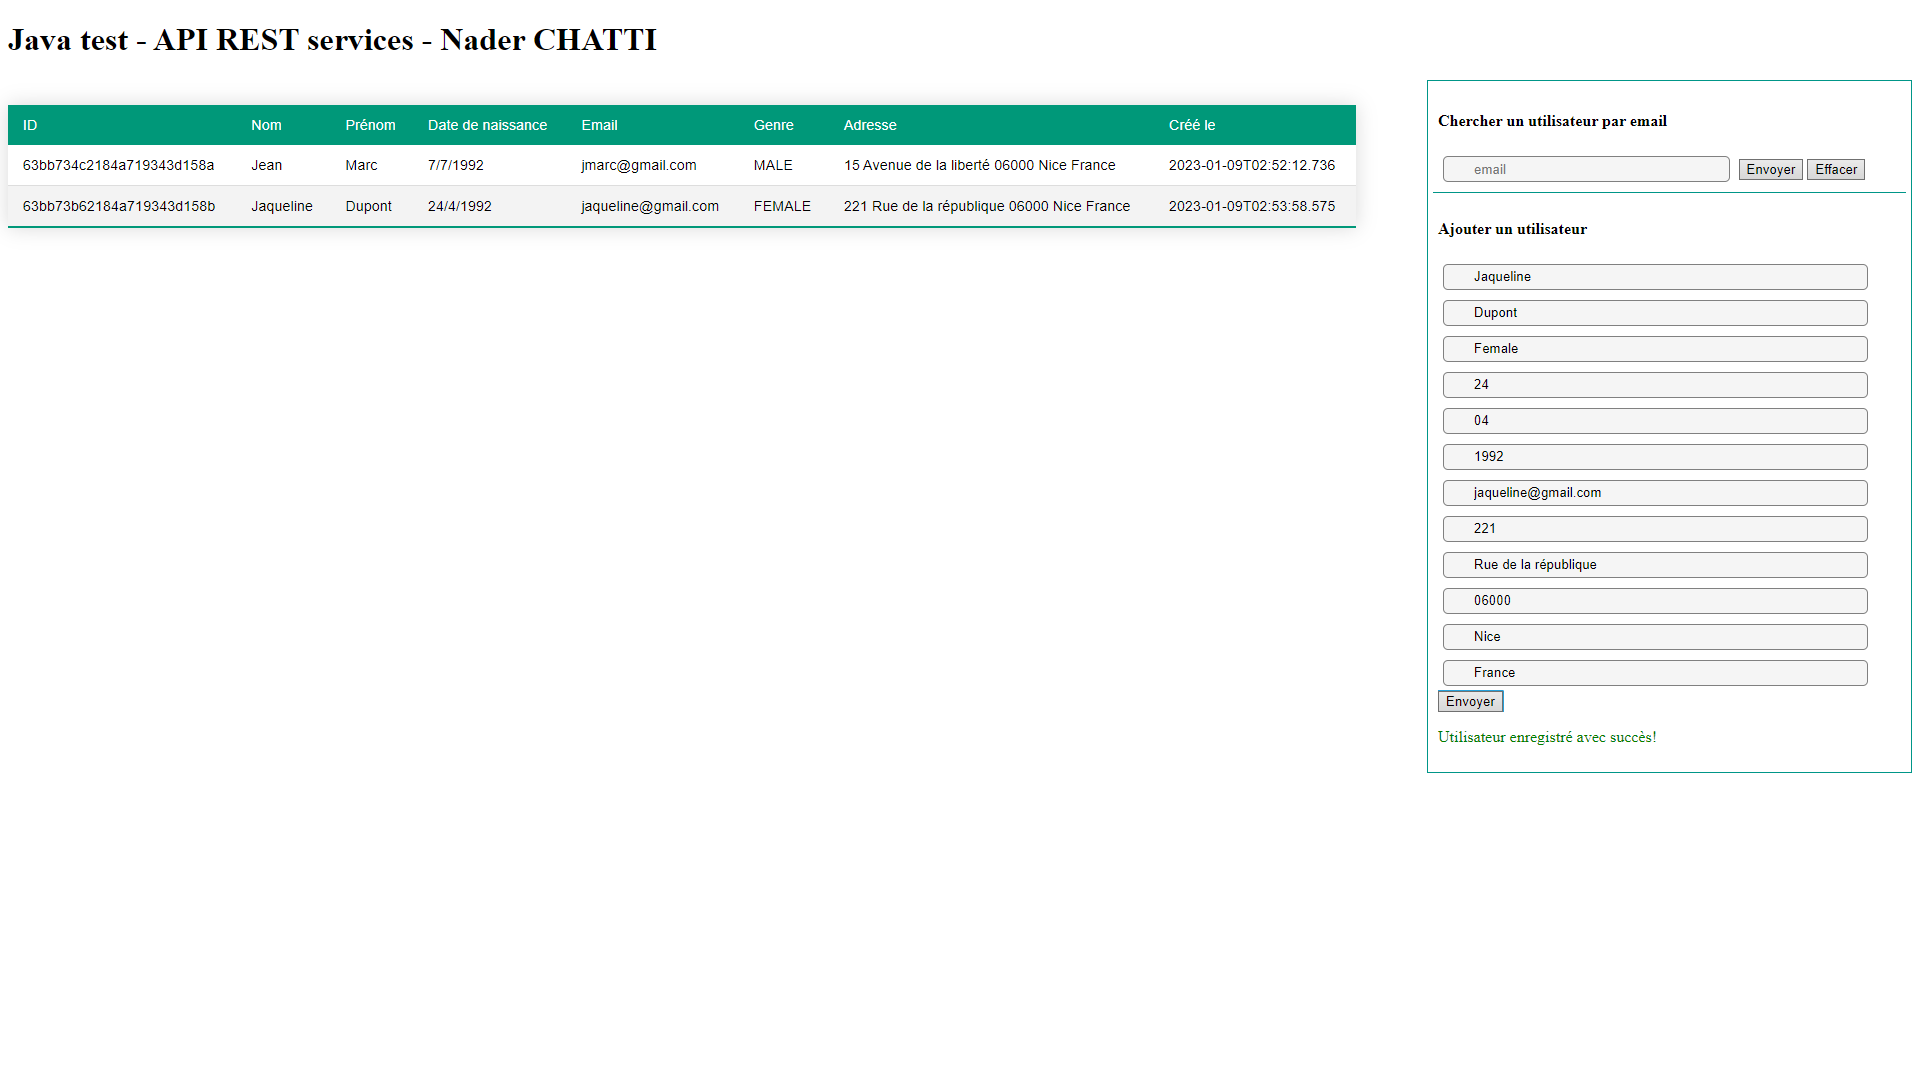 Java test - API REST services - Nader CHATTI
ID Nom Prénom Date de naissance Email Genre Adresse Créé le
63bb734c2184a719343d158a Jean Marc 7/7/1992 jmarc@gmail.com MALE 15 Avenue de la liberté 06000 Nice France 2023-01-09T02:52:12.736
63bb73b62184a719343d158b Jaqueline Dupont 24/4/1992 jaqueline@gmail.com FEMALE 221 Rue de la république 06000 Nice France 2023-01-09T02:53:58.575
Chercher un utilisateur par email
email Envoyer Effacer
Ajouter un utilisateur
Jaqueline
Dupont
Female
24
04
1992
jaqueline@gmail.com
221
Rue de la république
06000
Nice
France
Envoyer
Utilisateur enregistré avec succès!